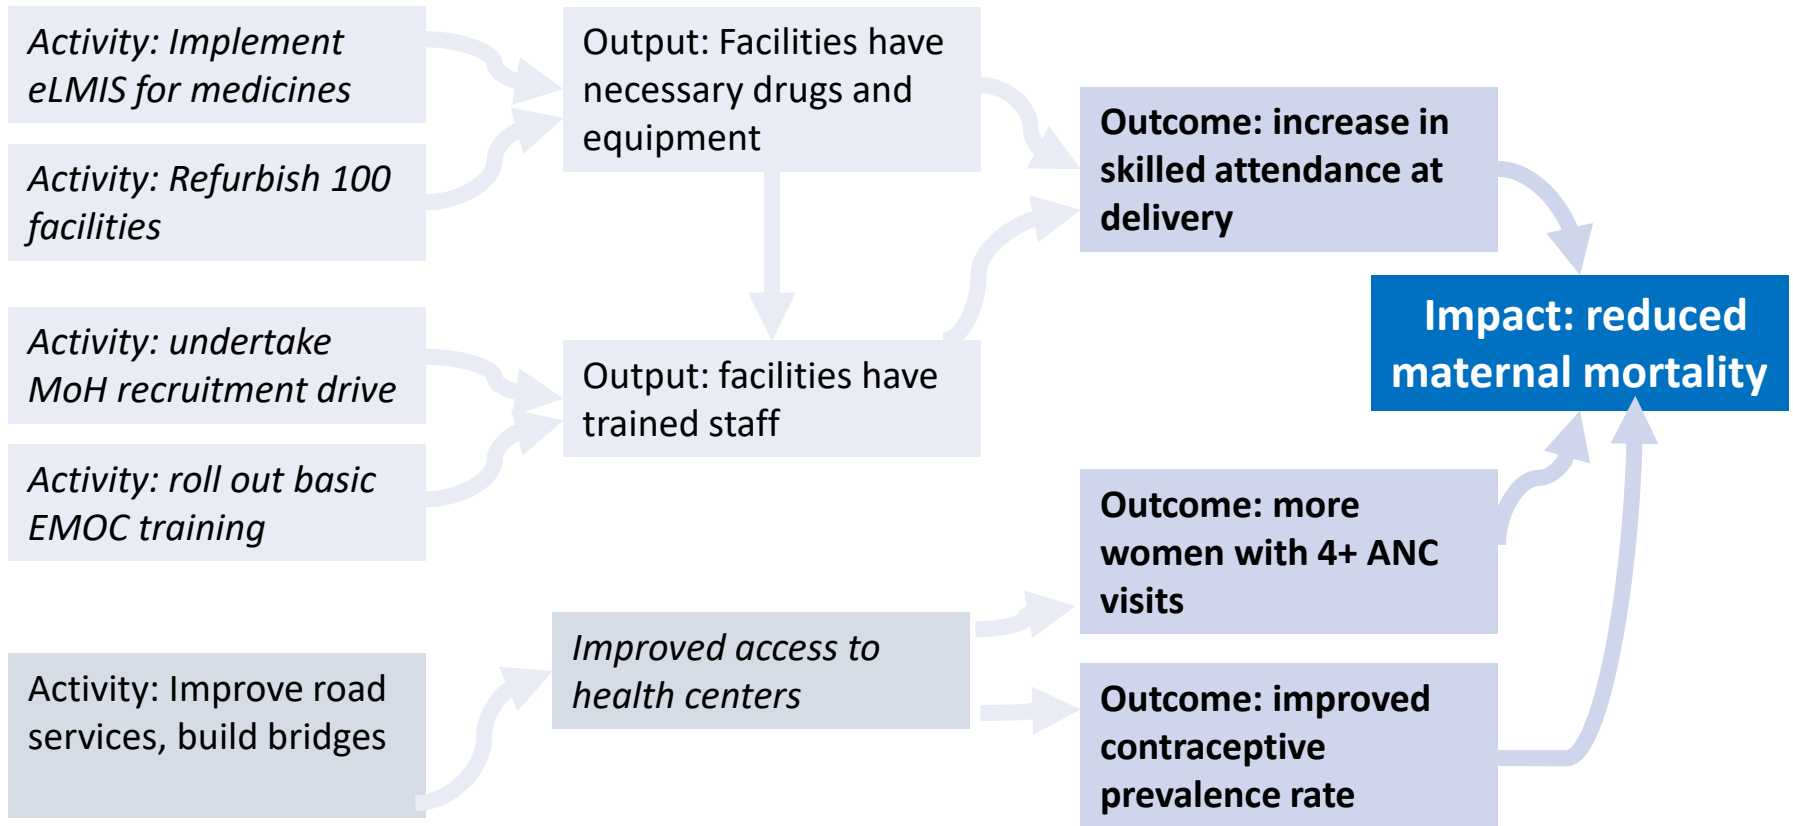 Activity: Implement
eLMIS for medicines
Activity: Refurbish 100
facilities
Activity: undertake
MoH recruitment drive
Activity: roll out basic
EMOC training
Activity: Improve road
services, build bridges
Output: Facilities have
necessary drugs and
equipment
Output: facilities have
trained staff
Improved access to
health centers
Outcome: increase in
skilled attendance at
delivery
Outcome: more
women with 4+ ANC
visits
Outcome: improved
contraceptive
prevalence rate
Impact: reduced
maternal mortality